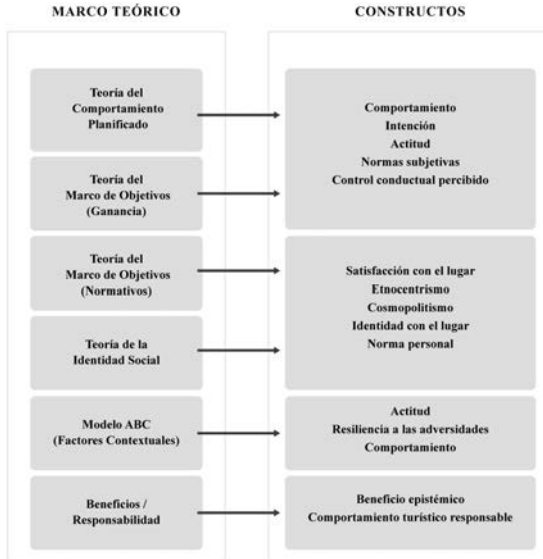 MARCO TEÓRICO
CONSTRUCTOS
Teoría del
Comportamiento
Planificado
Teoría del
Marco de Objetivos
(Ganancia)
Comportamiento
Intención
Actitud
Normas subjetivas
Control conductual percibido
Teoría del
Marco de Objetivos
(Normativos)
Teoría de la
Identidad Social
Satisfacción con el lugar
Etnocentrismo
Cosmopolitismo
Identidad con el lugar
Norma personal
Modelo ABC
(Factores Contextuales)
Actitud
Resiliencia a las adversidades
Comportamiento
Beneficios /
Responsabilidad
Beneficio epistémico
Comportamiento turístico responsable